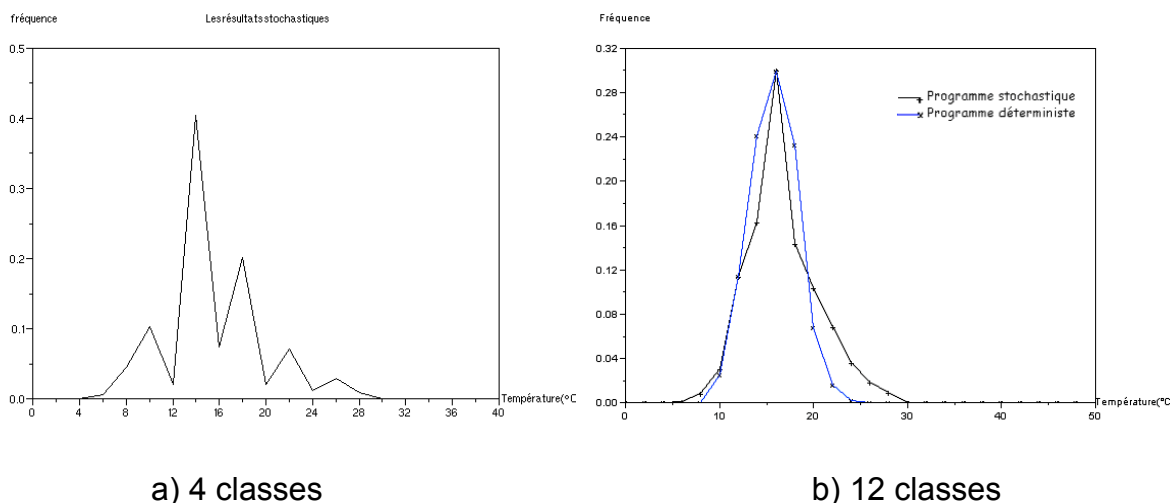 fréquence
Les résultats stochastiques
0.5
0.4
0.3
0.2
0.1
0.0
0 4 8 12 16 20 24 28 32 36 40
Température(°C
a) 4 classes
Fréquence
0.32
0.28
0.24
0.20
0.16
0.12
0.08
0.04
0.00
0 10 20 30 40 50
Température(°C
Programme stochastique
Programme déterministe
b) 12 classes